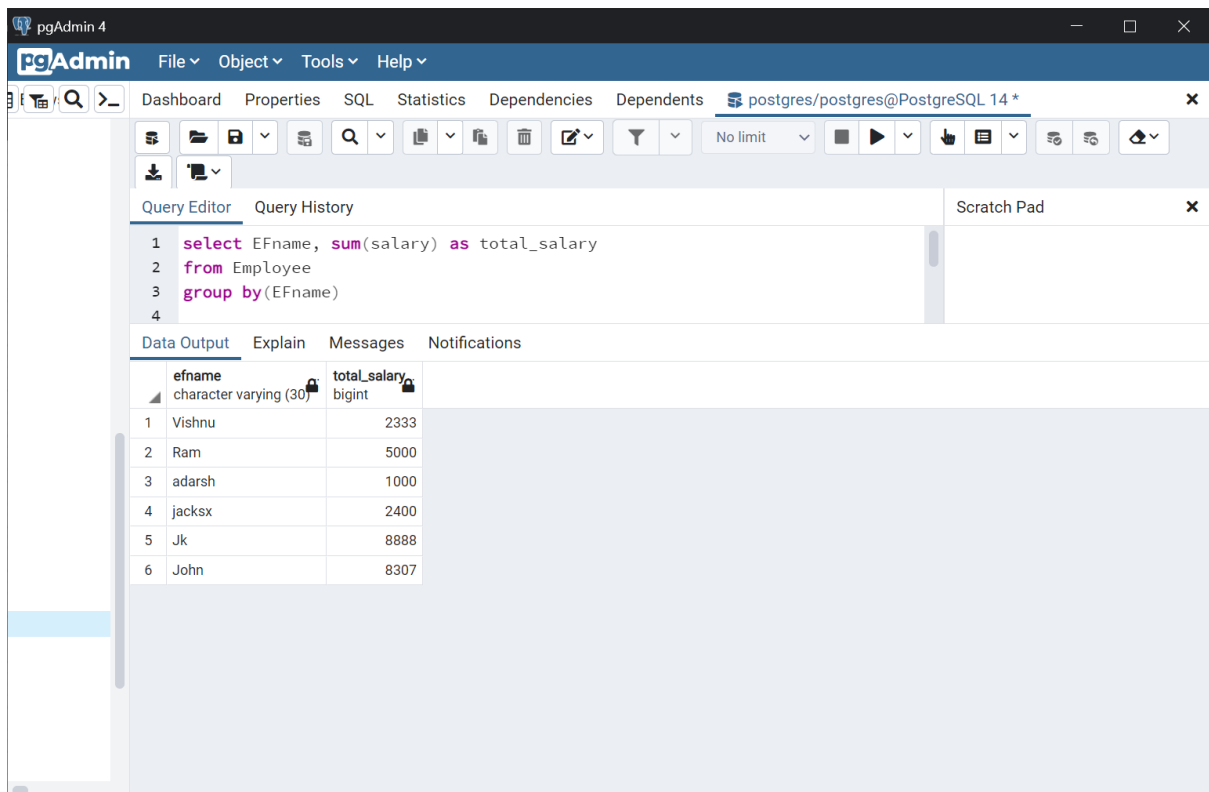 pgAdmin 4
pgAdmin File Object Tools Help
Dashboard Properties SQL Statistics Dependencies Dependents postgres/postgres@PostgreSQL 14 *
No limit
Query Editor Query History Scratch Pad
1 select EFname, sum(salary) as total_salary
2 from Employee
3 group by(EFname)
4
Data Output Explain Messages Notifications
efname total_salary
character varying (30) bigint
1 Vishnu 2333
2 Ram 5000
3 adarsh 1000
4 jacksx 2400
5 Jk 8888
6 John 8307